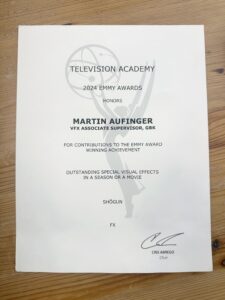 TELEVISION ACADEMY
2024 EMMY AWARDS
HONORS
MARTIN AUFINGER
VFX ASSOCIATE SUPERVISOR, GBK
FOR CONTRIBUTIONS TO THE EMMY AWARD
WINNING ACHIEVEMENT
OUTSTANDING SPECIAL VISUAL EFFECTS
IN A SEASON OR A MOVIE
SHŌGUN
FX
CRIS ABREGO
Chair